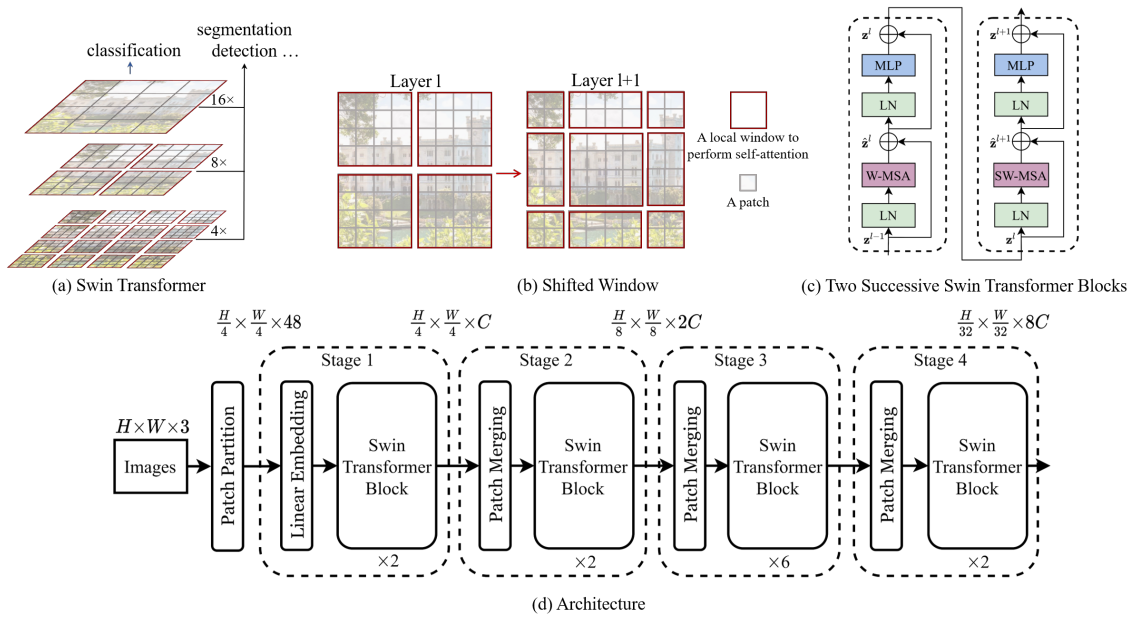 classification
segmentation
detection ...
16×
8×
4×
(a) Swin Transformer
Layer l
Layer l+1
A local window to
perform self-attention
A patch
(b) Shifted Window
z^l
MLP
LN
ẑ^l
W-MSA
LN
z^{l-1}
z^{l+1}
MLP
LN
ẑ^{l+1}
SW-MSA
LN
z^l
(c) Two Successive Swin Transformer Blocks
H/4 × W/4 × 48
H/4 × W/4 × C
H/8 × W/8 × 2C
H/32 × W/32 × 8C
Stage 1
Stage 2
Stage 3
Stage 4
H×W×3
Images
Patch Partition
Linear Embedding
Swin
Transformer
Block
×2
Patch Merging
Swin
Transformer
Block
×2
Patch Merging
Swin
Transformer
Block
×6
Patch Merging
Swin
Transformer
Block
×2
(d) Architecture